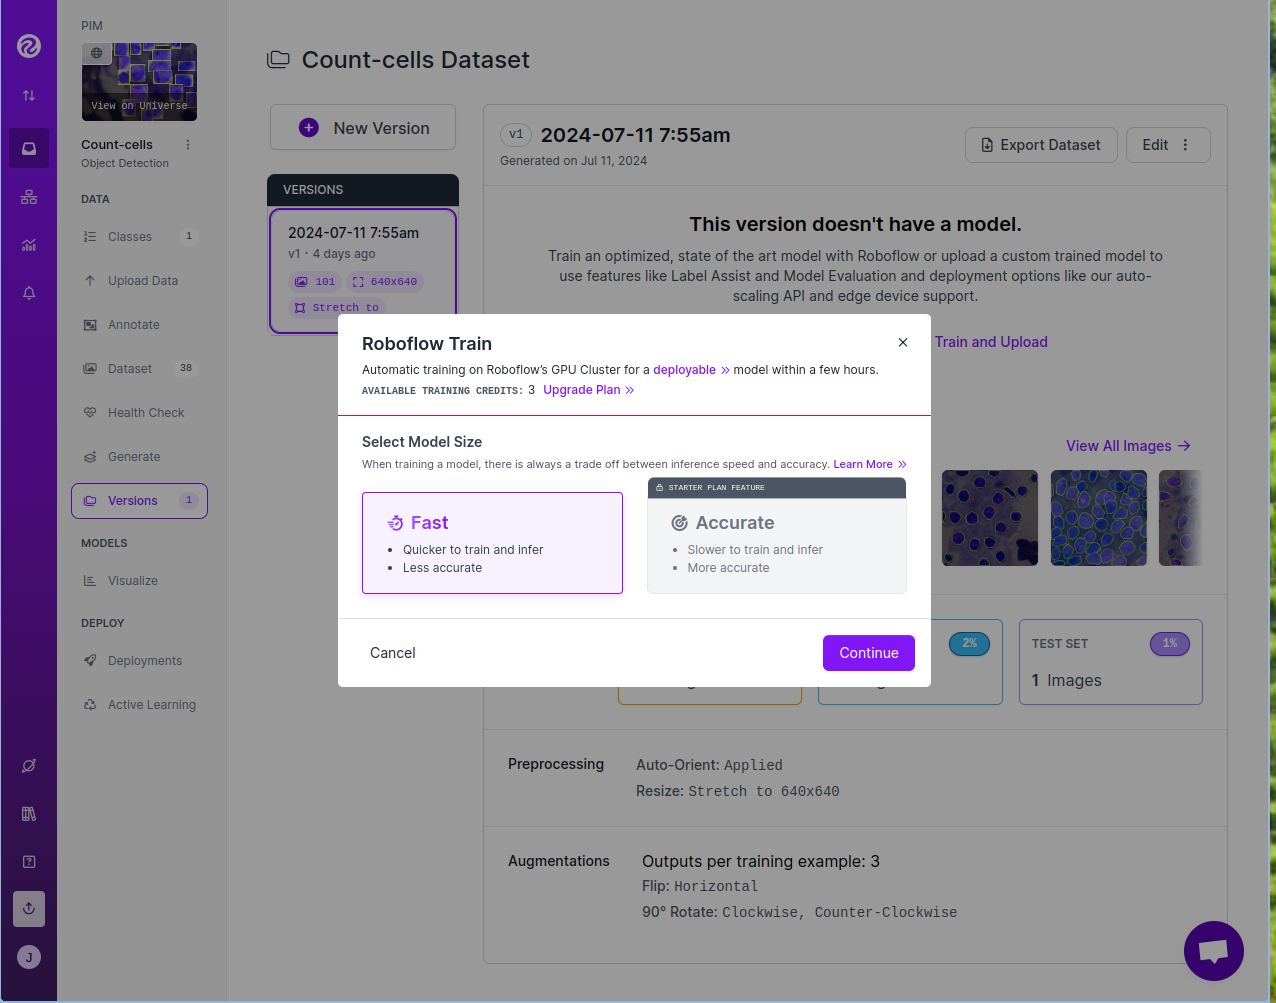 PIM
View on Universe
Count-cells
Object Detection
DATA
Classes 1
Upload Data
Annotate
Dataset 38
Health Check
Generate
Versions 1
MODELS
Visualize
DEPLOY
Deployments
Active Learning
J
Count-cells Dataset
New Version
VERSIONS
2024-07-11 7:55am
v1 · 4 days ago
101 640x640
Stretch to
v1 2024-07-11 7:55am
Generated on Jul 11, 2024
Export Dataset
Edit
This version doesn't have a model.
Train an optimized, state of the art model with Roboflow or upload a custom trained model to
use features like Label Assist and Model Evaluation and deployment options like our auto-
scaling API and edge device support.
Train and Upload
View All Images
Roboflow Train
Automatic training on Roboflow's GPU Cluster for a deployable model within a few hours.
AVAILABLE TRAINING CREDITS: 3 Upgrade Plan
Select Model Size
When training a model, there is always a trade off between inference speed and accuracy. Learn More
Fast
Quicker to train and infer
Less accurate
STARTER PLAN FEATURE
Accurate
Slower to train and infer
More accurate
Cancel
Continue
2%
TEST SET 1%
1 Images
Preprocessing
Auto-Orient: Applied
Resize: Stretch to 640x640
Augmentations
Outputs per training example: 3
Flip: Horizontal
90° Rotate: Clockwise, Counter-Clockwise